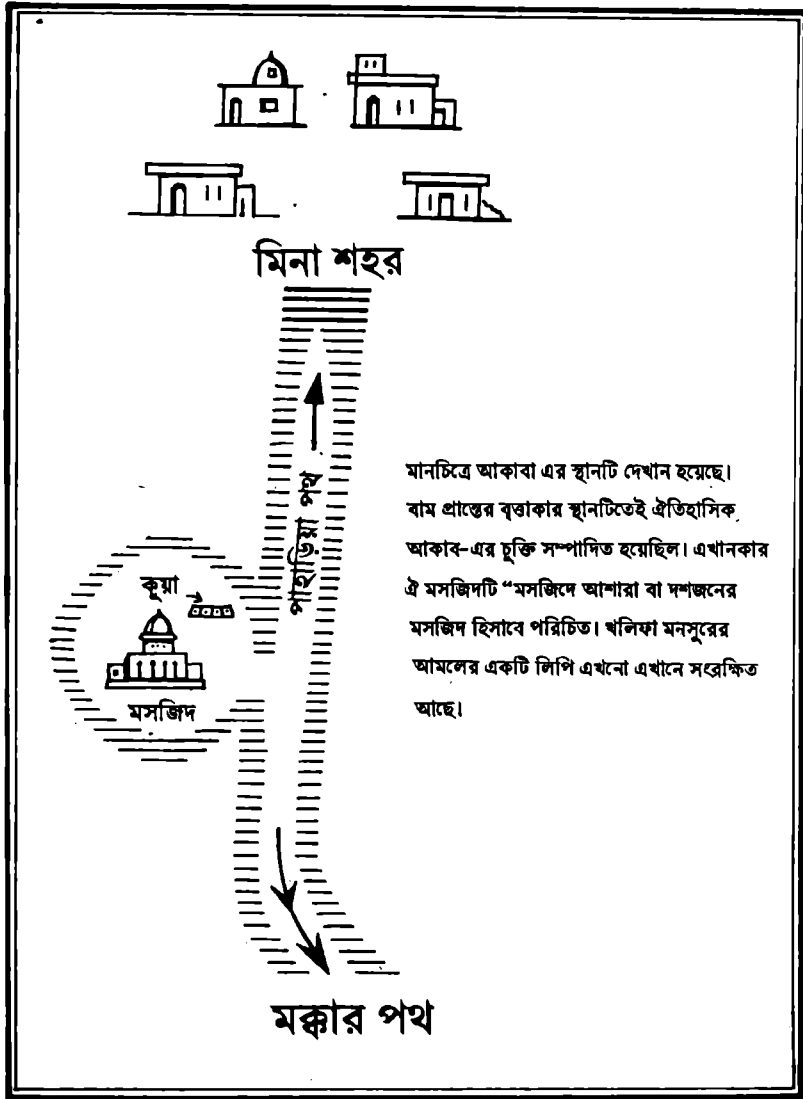 মিনা শহর
পাহাড়িয়া পথ
কূয়া
মসজিদ
মানচিত্রে আকাবা এর স্থানটি দেখান হয়েছে।
বাম প্রান্তের বৃত্তাকার স্থানটিতেই ঐতিহাসিক
আকাব-এর চুক্তি সম্পাদিত হয়েছিল। এখানকার
ঐ মসজিদটি “মসজিদে আশারা বা দশজনের
মসজিদ হিসাবে পরিচিত। খলিফা মনসুরের
আমলের একটি লিপি এখনো এখানে সংরক্ষিত
আছে।
মক্কার পথ